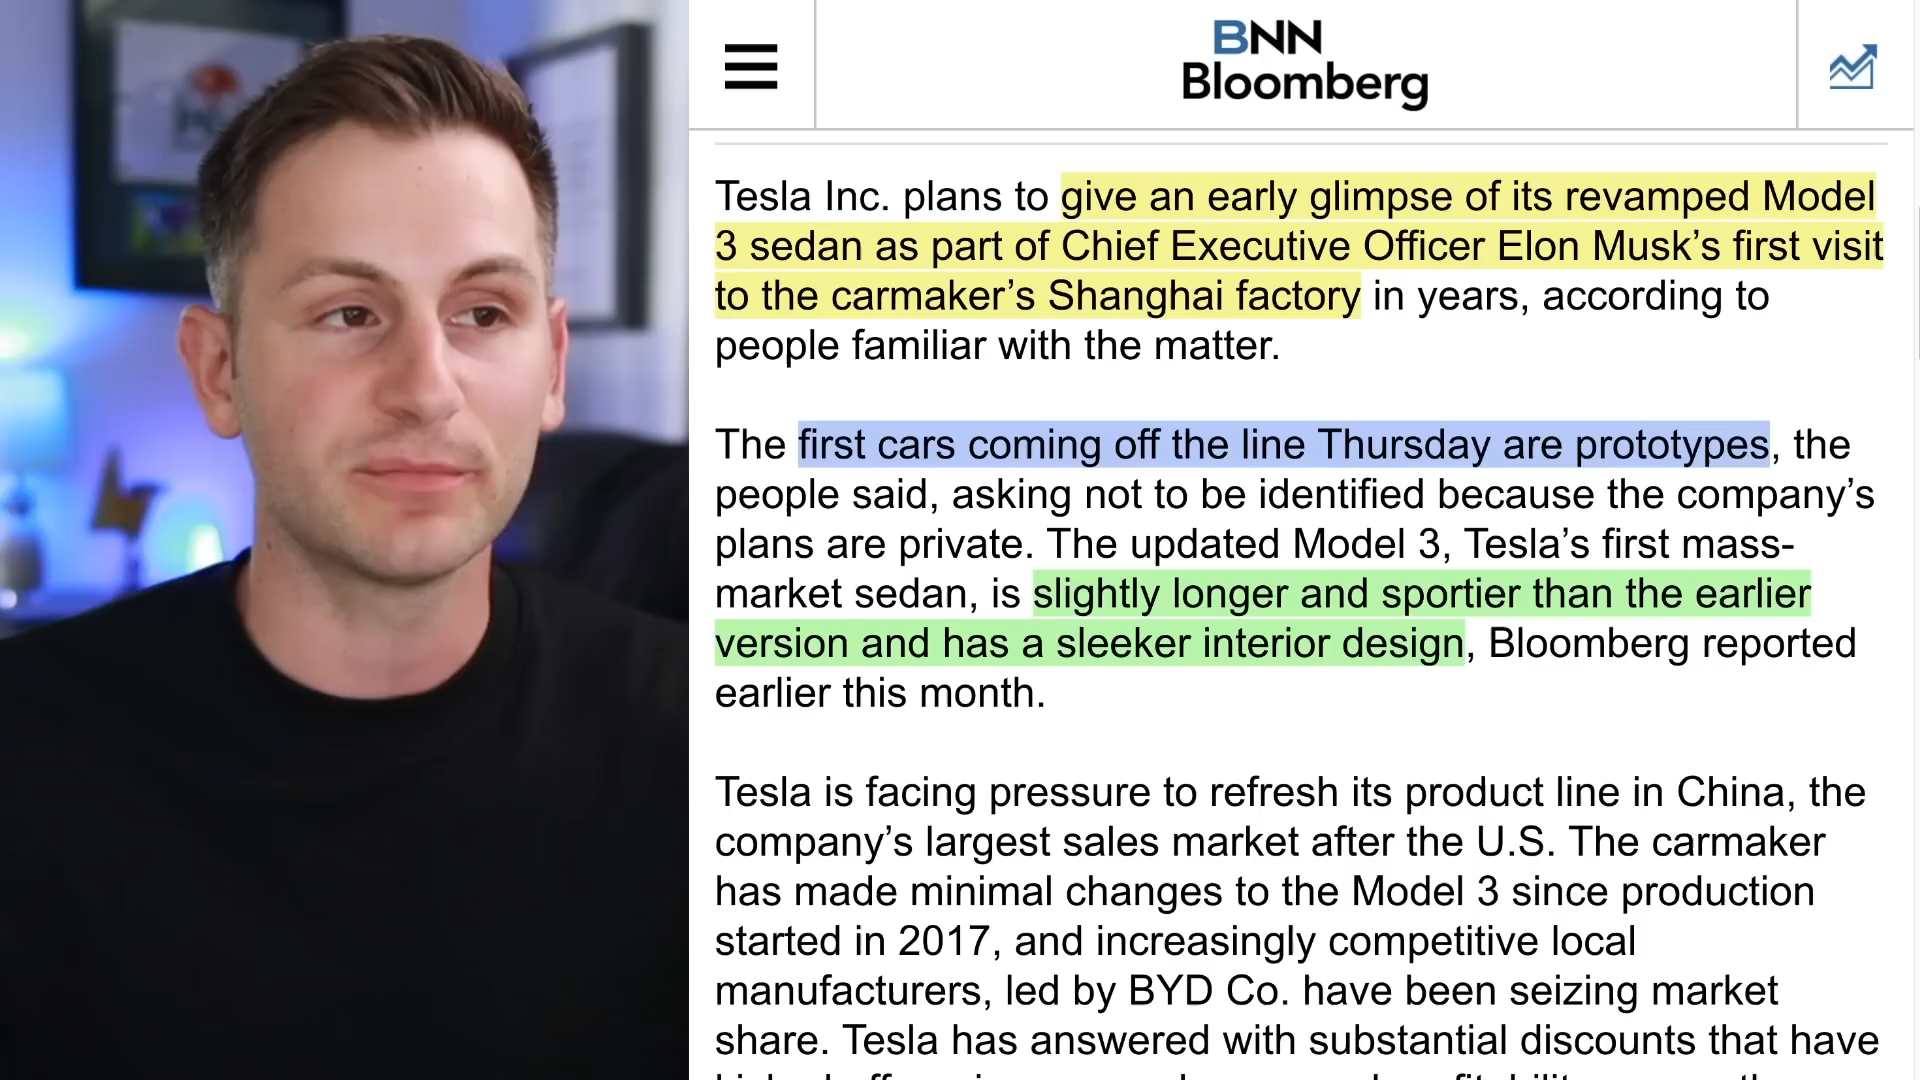 BNN
Bloomberg
Tesla Inc. plans to give an early glimpse of its revamped Model
3 sedan as part of Chief Executive Officer Elon Musk’s first visit
to the carmaker’s Shanghai factory in years, according to
people familiar with the matter.
The first cars coming off the line Thursday are prototypes, the
people said, asking not to be identified because the company’s
plans are private. The updated Model 3, Tesla’s first mass-
market sedan, is slightly longer and sportier than the earlier
version and has a sleeker interior design, Bloomberg reported
earlier this month.
Tesla is facing pressure to refresh its product line in China, the
company’s largest sales market after the U.S. The carmaker
has made minimal changes to the Model 3 since production
started in 2017, and increasingly competitive local
manufacturers, led by BYD Co. have been seizing market
share. Tesla has answered with substantial discounts that have